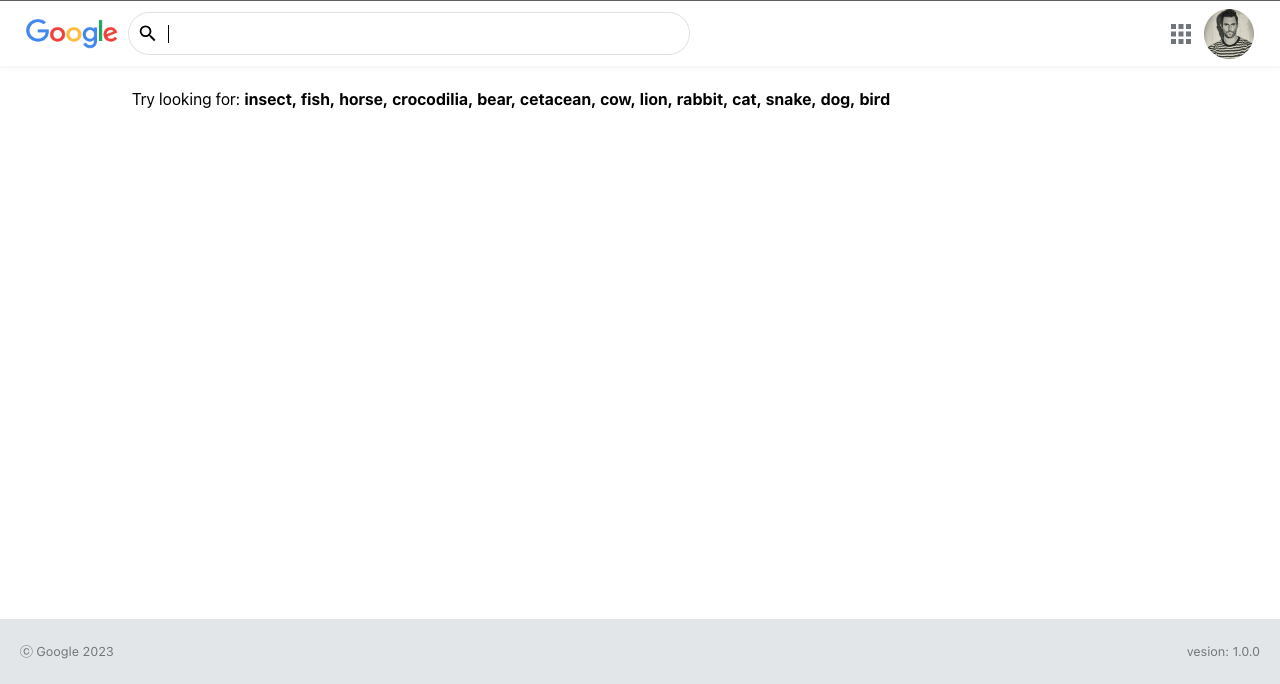 Google
Try looking for: insect, fish, horse, crocodilia, bear, cetacean, cow, lion, rabbit, cat, snake, dog, bird
ⓒ Google 2023
vesion: 1.0.0